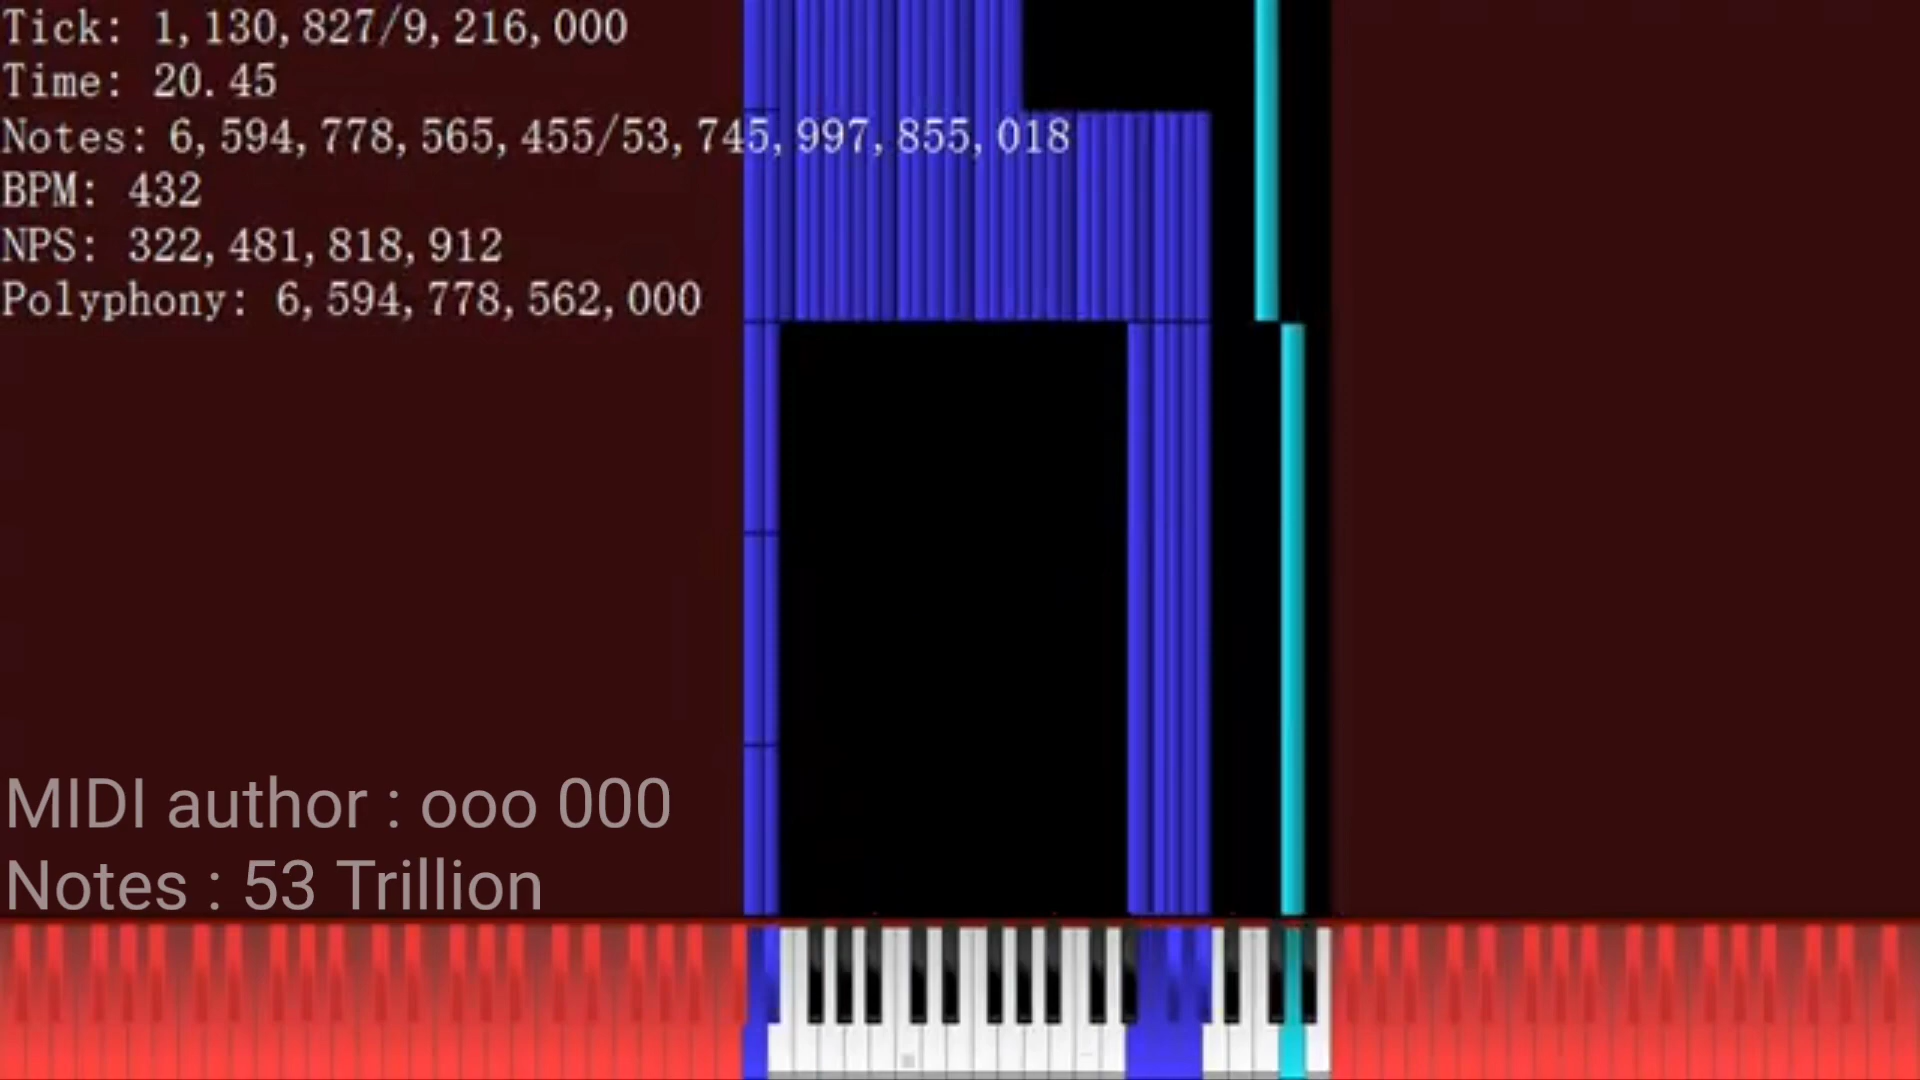 Tick: 1,130,827/9,216,000
Time: 20.45
Notes: 6,594,778,565,455/53,745,997,855,018
BPM: 432
NPS: 322,481,818,912
Polyphony: 6,594,778,562,000
MIDI author : ooo 000
Notes : 53 Trillion